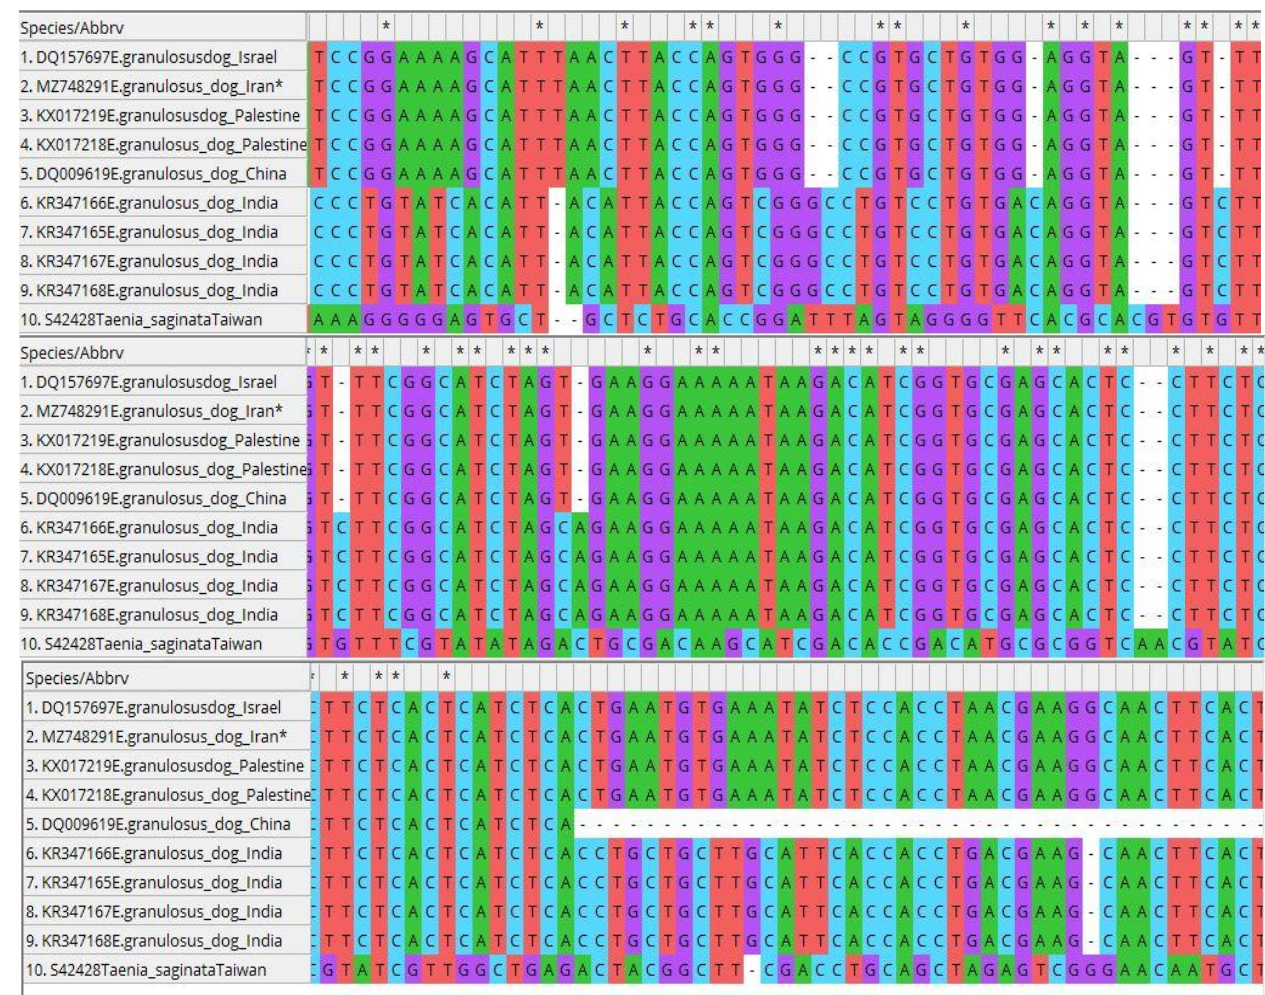 Species/Abbrv * * * * * * * * * * * * * * * *
1. DQ157697E.granulosusdog_Israel T C C G G A A A A G C A T T T A A C T T A C C A G T G G G - - C C G T G C T G T G G - A G G T A - - - G T - T T
2. MZ748291E.granulosus_dog_Iran* T C C G G A A A A G C A T T T A A C T T A C C A G T G G G - - C C G T G C T G T G G - A G G T A - - - G T - T T
3. KX017219E.granulosusdog_Palestine T C C G G A A A A G C A T T T A A C T T A C C A G T G G G - - C C G T G C T G T G G - A G G T A - - - G T - T T
4. KX017218E.granulosus_dog_Palestine T C C G G A A A A G C A T T T A A C T T A C C A G T G G G - - C C G T G C T G T G G - A G G T A - - - G T - T T
5. DQ009619E.granulosus_dog_China T C C G G A A A A G C A T T T A A C T T A C C A G T G G G - - C C G T G C T G T G G - A G G T A - - - G T - T T
6. KR347166E.granulosus_dog_India C C C T G T A T C A C A T T - A C A T T A C C A G T C G G G C C T G T C C T G T G A C A G G T A - - - G T C T T
7. KR347165E.granulosus_dog_India C C C T G T A T C A C A T T - A C A T T A C C A G T C G G G C C T G T C C T G T G A C A G G T A - - - G T C T T
8. KR347167E.granulosus_dog_India C C C T G T A T C A C A T T - A C A T T A C C A G T C G G G C C T G T C C T G T G A C A G G T A - - - G T C T T
9. KR347168E.granulosus_dog_India C C C T G T A T C A C A T T - A C A T T A C C A G T C G G G C C T G T C C T G T G A C A G G T A - - - G T C T T
10. S42428Taenia_saginataTaiwan A A A G G G G G A G T G C T - - G C T C T G C A C C G G A T T T A G T A G G G G T T C A C G C A C G T G T G T T
Species/Abbrv * * * * * * * * * * * * * * * * * * * * * * * * * * * *
1. DQ157697E.granulosusdog_Israel G T - T T C G G C A T C T A G T - G A A G G A A A A A T A A G A C A T C G G T G C G A G C A C T C - - C T T C T C
2. MZ748291E.granulosus_dog_Iran* G T - T T C G G C A T C T A G T - G A A G G A A A A A T A A G A C A T C G G T G C G A G C A C T C - - C T T C T C
3. KX017219E.granulosusdog_Palestine G T - T T C G G C A T C T A G T - G A A G G A A A A A T A A G A C A T C G G T G C G A G C A C T C - - C T T C T C
4. KX017218E.granulosus_dog_Palestine G T - T T C G G C A T C T A G T - G A A G G A A A A A T A A G A C A T C G G T G C G A G C A C T C - - C T T C T C
5. DQ009619E.granulosus_dog_China G T - T T C G G C A T C T A G T - G A A G G A A A A A T A A G A C A T C G G T G C G A G C A C T C - - C T T C T C
6. KR347166E.granulosus_dog_India G T C T T C G G C A T C T A G C A G A A G G A A A A A T A A G A C A T C G G T G C G A G C A C T C - - C T T C T C
7. KR347165E.granulosus_dog_India G T C T T C G G C A T C T A G C A G A A G G A A A A A T A A G A C A T C G G T G C G A G C A C T C - - C T T C T C
8. KR347167E.granulosus_dog_India G T C T T C G G C A T C T A G C A G A A G G A A A A A T A A G A C A T C G G T G C G A G C A C T C - - C T T C T C
9. KR347168E.granulosus_dog_India G T C T T C G G C A T C T A G C A G A A G G A A A A A T A A G A C A T C G G T G C G A G C A C T C - - C T T C T C
10. S42428Taenia_saginataTaiwan G T G T T T C G T A T A T A G A C T G C G A C A A G C A T C G A C A C C G A C A T G C G C G G T C A A C G T A T C
Species/Abbrv * * * * *
1. DQ157697E.granulosusdog_Israel C T T C T C A C T C A T C T C A C T G A A T G T G A A A T A T C T C C A C C T A A C G A A G G C A A C T T C A C T
2. MZ748291E.granulosus_dog_Iran* C T T C T C A C T C A T C T C A C T G A A T G T G A A A T A T C T C C A C C T A A C G A A G G C A A C T T C A C T
3. KX017219E.granulosusdog_Palestine C T T C T C A C T C A T C T C A C T G A A T G T G A A A T A T C T C C A C C T A A C G A A G G C A A C T T C A C T
4. KX017218E.granulosus_dog_Palestine C T T C T C A C T C A T C T C A C T G A A T G T G A A A T A T C T C C A C C T A A C G A A G G C A A C T T C A C T
5. DQ009619E.granulosus_dog_China C T T C T C A C T C A T C T C A - - - - - - - - - - - - - - - - - - - - - - - - - - - - - - - - - - - - - - - - -
6. KR347166E.granulosus_dog_India C T T C T C A C T C A T C T C A C C T G C T G C T T G C A T T C A C C A C C T G A C G A A G - C A A C T T C A C T
7. KR347165E.granulosus_dog_India C T T C T C A C T C A T C T C A C C T G C T G C T T G C A T T C A C C A C C T G A C G A A G - C A A C T T C A C T
8. KR347167E.granulosus_dog_India C T T C T C A C T C A T C T C A C C T G C T G C T T G C A T T C A C C A C C T G A C G A A G - C A A C T T C A C T
9. KR347168E.granulosus_dog_India C T T C T C A C T C A T C T C A C C T G C T G C T T G C A T T C A C C A C C T G A C G A A G - C A A C T T C A C T
10. S42428Taenia_saginataTaiwan C G T A T C G T T G G C T G A G A C T A C G G C T T - C G A C C T G C A G C T A G A G T C G G G A A C A A T G C T